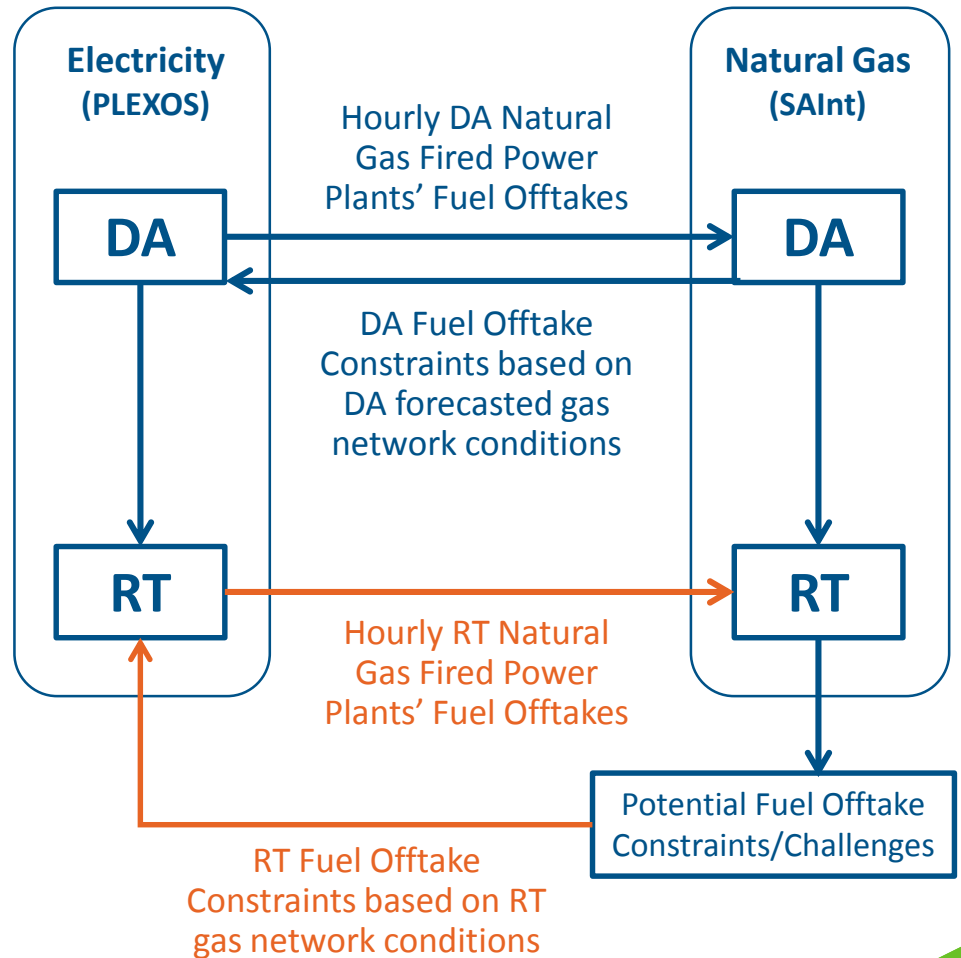 Electricity
(PLEXOS)
Natural Gas
(SAInt)
Hourly DA Natural
Gas Fired Power
Plants’ Fuel Offtakes
DA
DA
DA Fuel Offtake
Constraints based on
DA forecasted gas
network conditions
RT
RT
Hourly RT Natural
Gas Fired Power
Plants’ Fuel Offtakes
Potential Fuel Offtake
Constraints/Challenges
RT Fuel Offtake
Constraints based on RT
gas network conditions